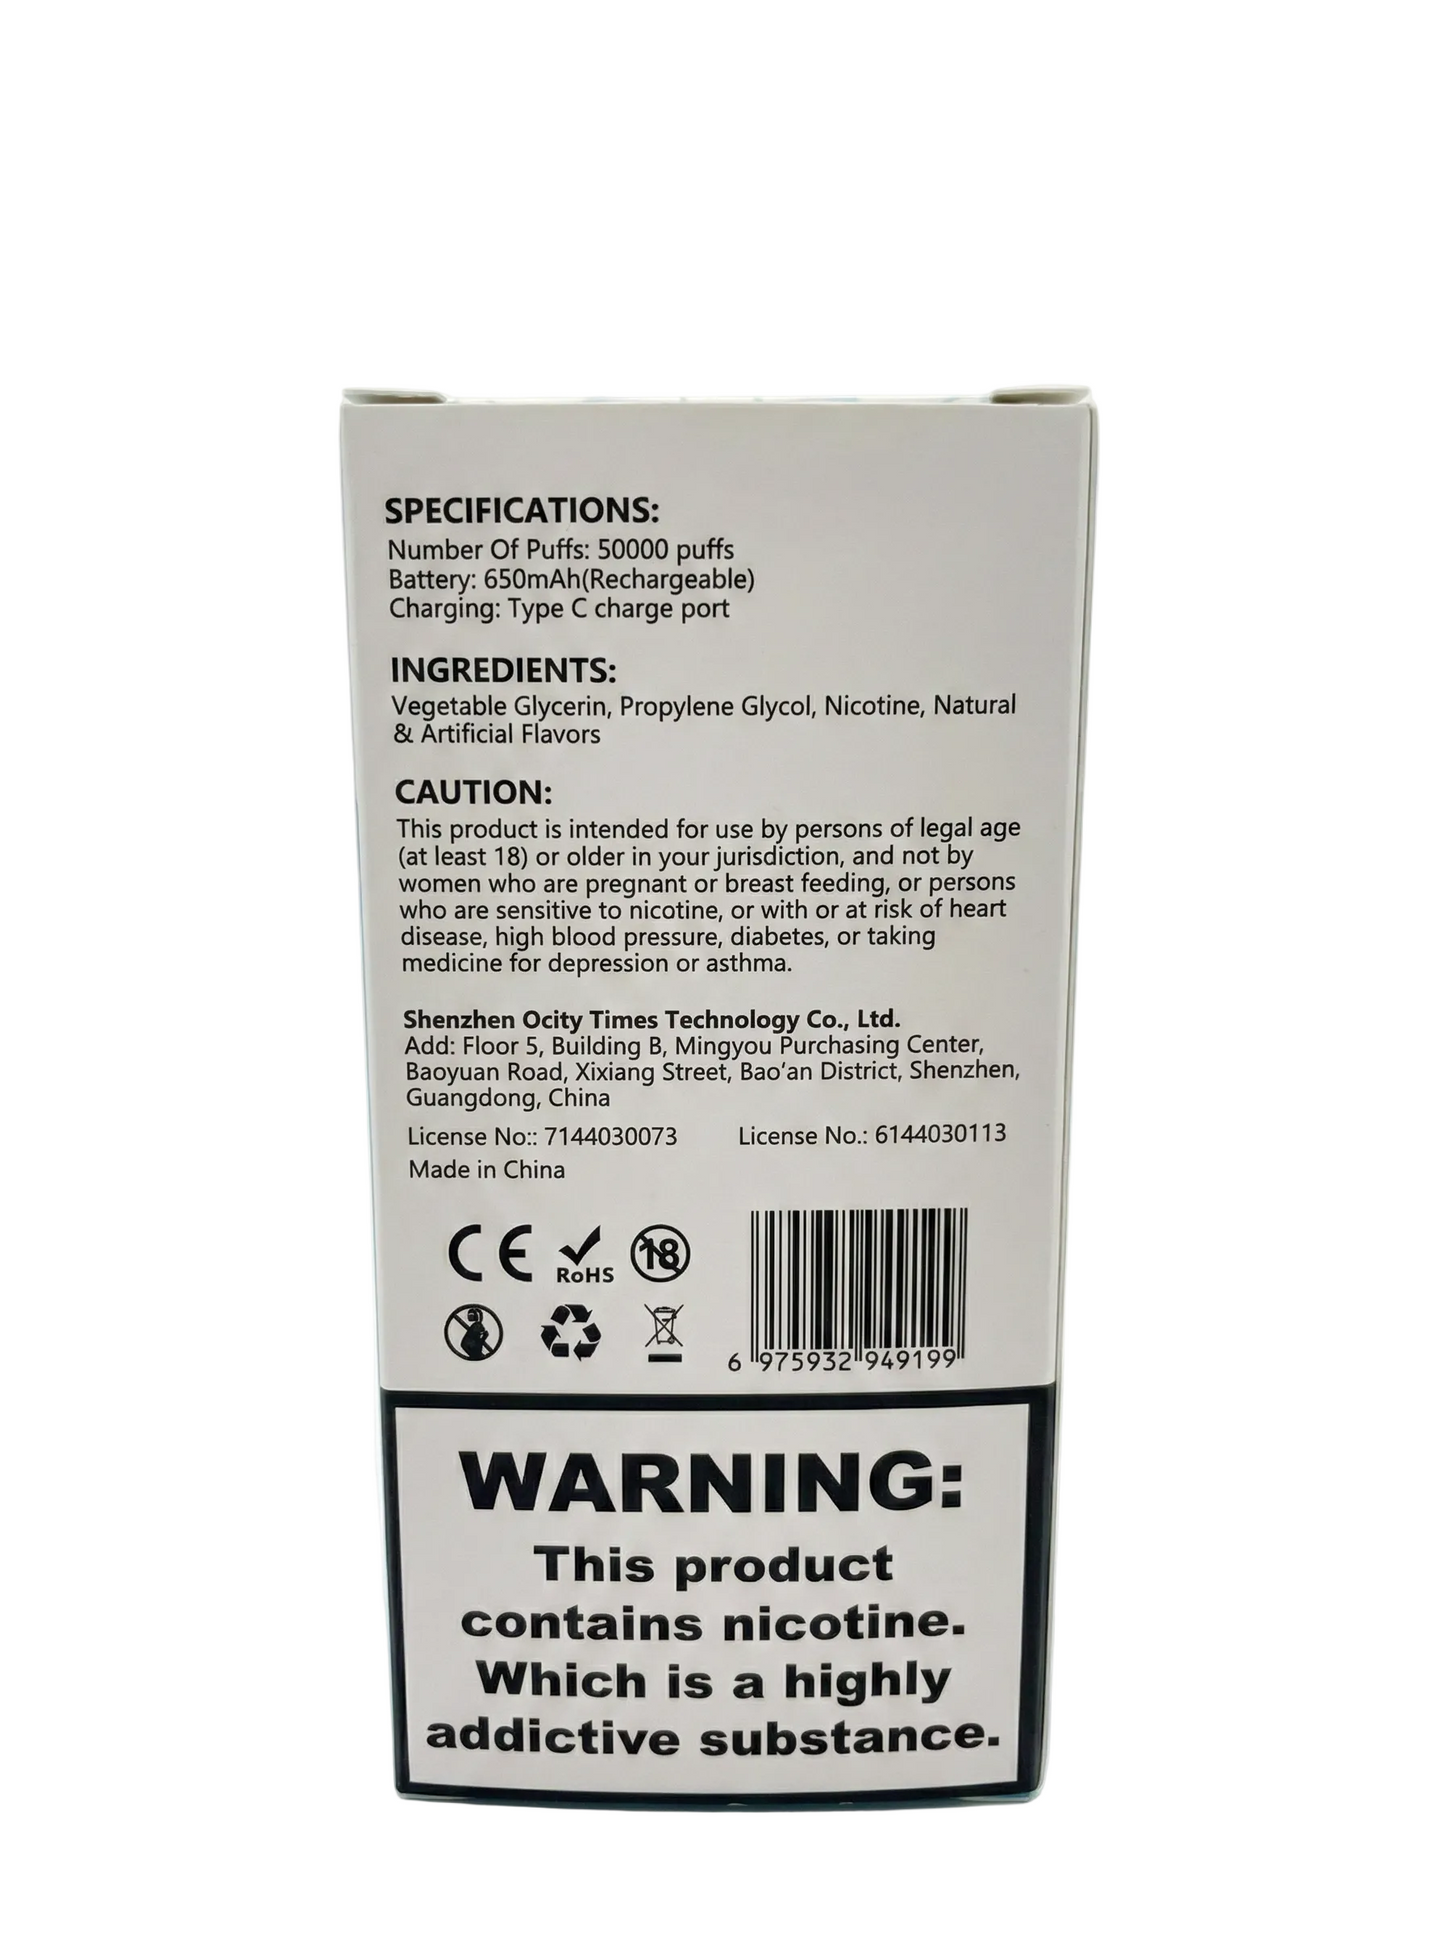 SPECIFICATIONS:
Number Of Puffs: 50000 puffs
Battery: 650mAh(Rechargeable)
Charging: Type C charge port
INGREDIENTS:
Vegetable Glycerin, Propylene Glycol, Nicotine, Natural
& Artificial Flavors
CAUTION:
This product is intended for use by persons of legal age
(at least 18) or older in your jurisdiction, and not by
women who are pregnant or breast feeding, or persons
who are sensitive to nicotine, or with or at risk of heart
disease, high blood pressure, diabetes, or taking
medicine for depression or asthma.
Shenzhen Ocity Times Technology Co., Ltd.
Add: Floor 5, Building B, Mingyou Purchasing Center,
Baoyuan Road, Xixiang Street, Bao'an District, Shenzhen,
Guangdong, China
License No:: 7144030073 License No.: 6144030113
Made in China
CE RoHS 18
6 975932 949199
WARNING:
This product
contains nicotine.
Which is a highly
addictive substance.